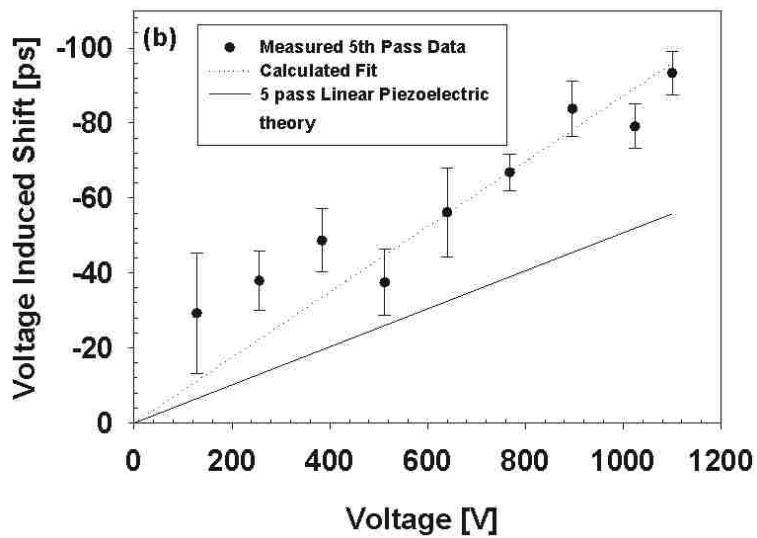 (b)
Measured 5th Pass Data
Calculated Fit
5 pass Linear Piezoelectric
theory
Voltage Induced Shift [ps]
-100
-80
-60
-40
-20
0
0 200 400 600 800 1000 1200
Voltage [V]